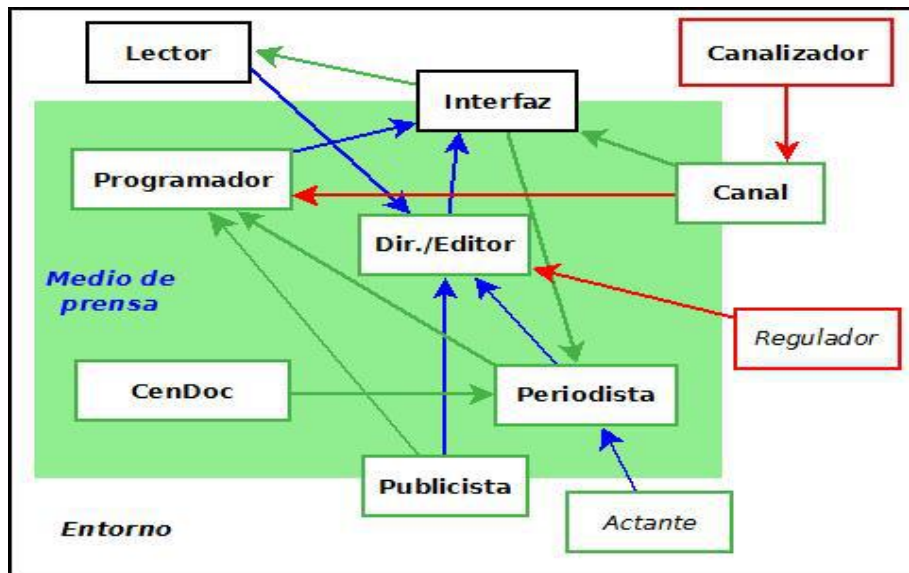 Lector
Canalizador
Interfaz
Programador
Canal
Dir./Editor
Medio de
prensa
Regulador
CenDoc
Periodista
Publicista
Entorno
Actante